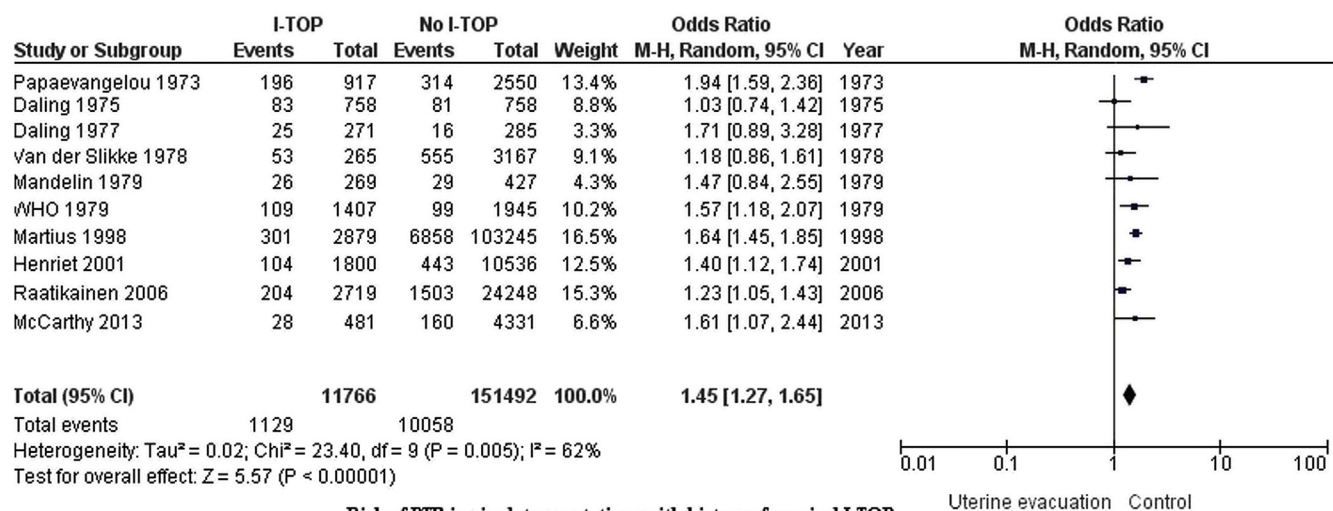 I-TOP No I-TOP Odds Ratio Odds Ratio
Study or Subgroup Events Total Events Total Weight M-H, Random, 95% CI Year M-H, Random, 95% CI
Papaevangelou 1973 196 917 314 2550 13.4% 1.94 [1.59, 2.36] 1973
Daling 1975 83 758 81 758 8.8% 1.03 [0.74, 1.42] 1975
Daling 1977 25 271 16 285 3.3% 1.71 [0.89, 3.28] 1977
Van der Slikke 1978 53 265 555 3167 9.1% 1.18 [0.86, 1.61] 1978
Mandelin 1979 26 269 29 427 4.3% 1.47 [0.84, 2.55] 1979
WHO 1979 109 1407 99 1945 10.2% 1.57 [1.18, 2.07] 1979
Martius 1998 301 2879 6858 103245 16.5% 1.64 [1.45, 1.85] 1998
Henriet 2001 104 1800 443 10536 12.5% 1.40 [1.12, 1.74] 2001
Raatikainen 2006 204 2719 1503 24248 15.3% 1.23 [1.05, 1.43] 2006
McCarthy 2013 28 481 160 4331 6.6% 1.61 [1.07, 2.44] 2013
Total (95% CI) 11766 151492 100.0% 1.45 [1.27, 1.65]
Total events 1129 10058
Heterogeneity: Tau² = 0.02; Chi² = 23.40, df = 9 (P = 0.005); I² = 62%
Test for overall effect: Z = 5.57 (P < 0.00001)
0.01 0.1 1 10 100
Uterine evacuation Control